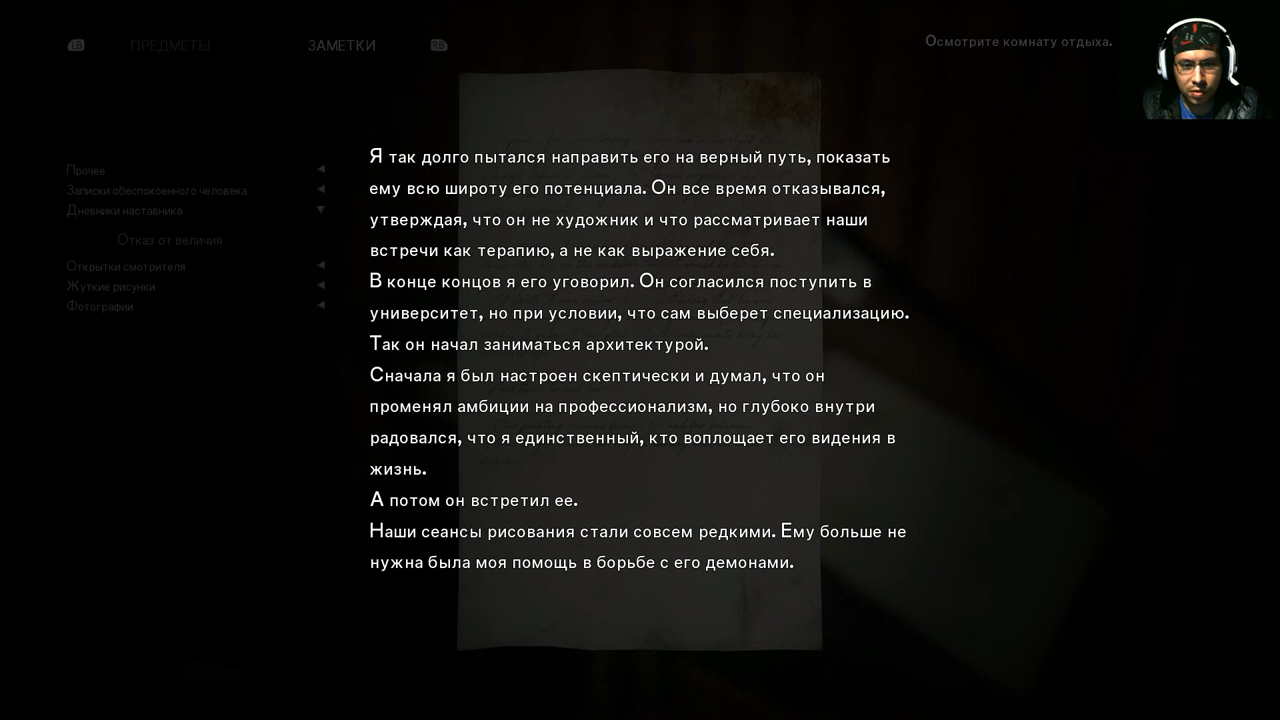 LB
ПРЕДМЕТЫ
ЗАМЕТКИ
RB
Осмотрите комнату отдыха.
Прочее
Записки обеспокоенного человека
Дневники наставника
Отказ от величия
Открытки смотрителя
Жуткие рисунки
Фотографии
Я так долго пытался направить его на верный путь, показать
ему всю широту его потенциала. Он все время отказывался,
утверждая, что он не художник и что рассматривает наши
встречи как терапию, а не как выражение себя.
В конце концов я его уговорил. Он согласился поступить в
университет, но при условии, что сам выберет специализацию.
Так он начал заниматься архитектурой.
Сначала я был настроен скептически и думал, что он
променял амбиции на профессионализм, но глубоко внутри
радовался, что я единственный, кто воплощает его видения в
жизнь.
А потом он встретил ее.
Наши сеансы рисования стали совсем редкими. Ему больше не
нужна была моя помощь в борьбе с его демонами.